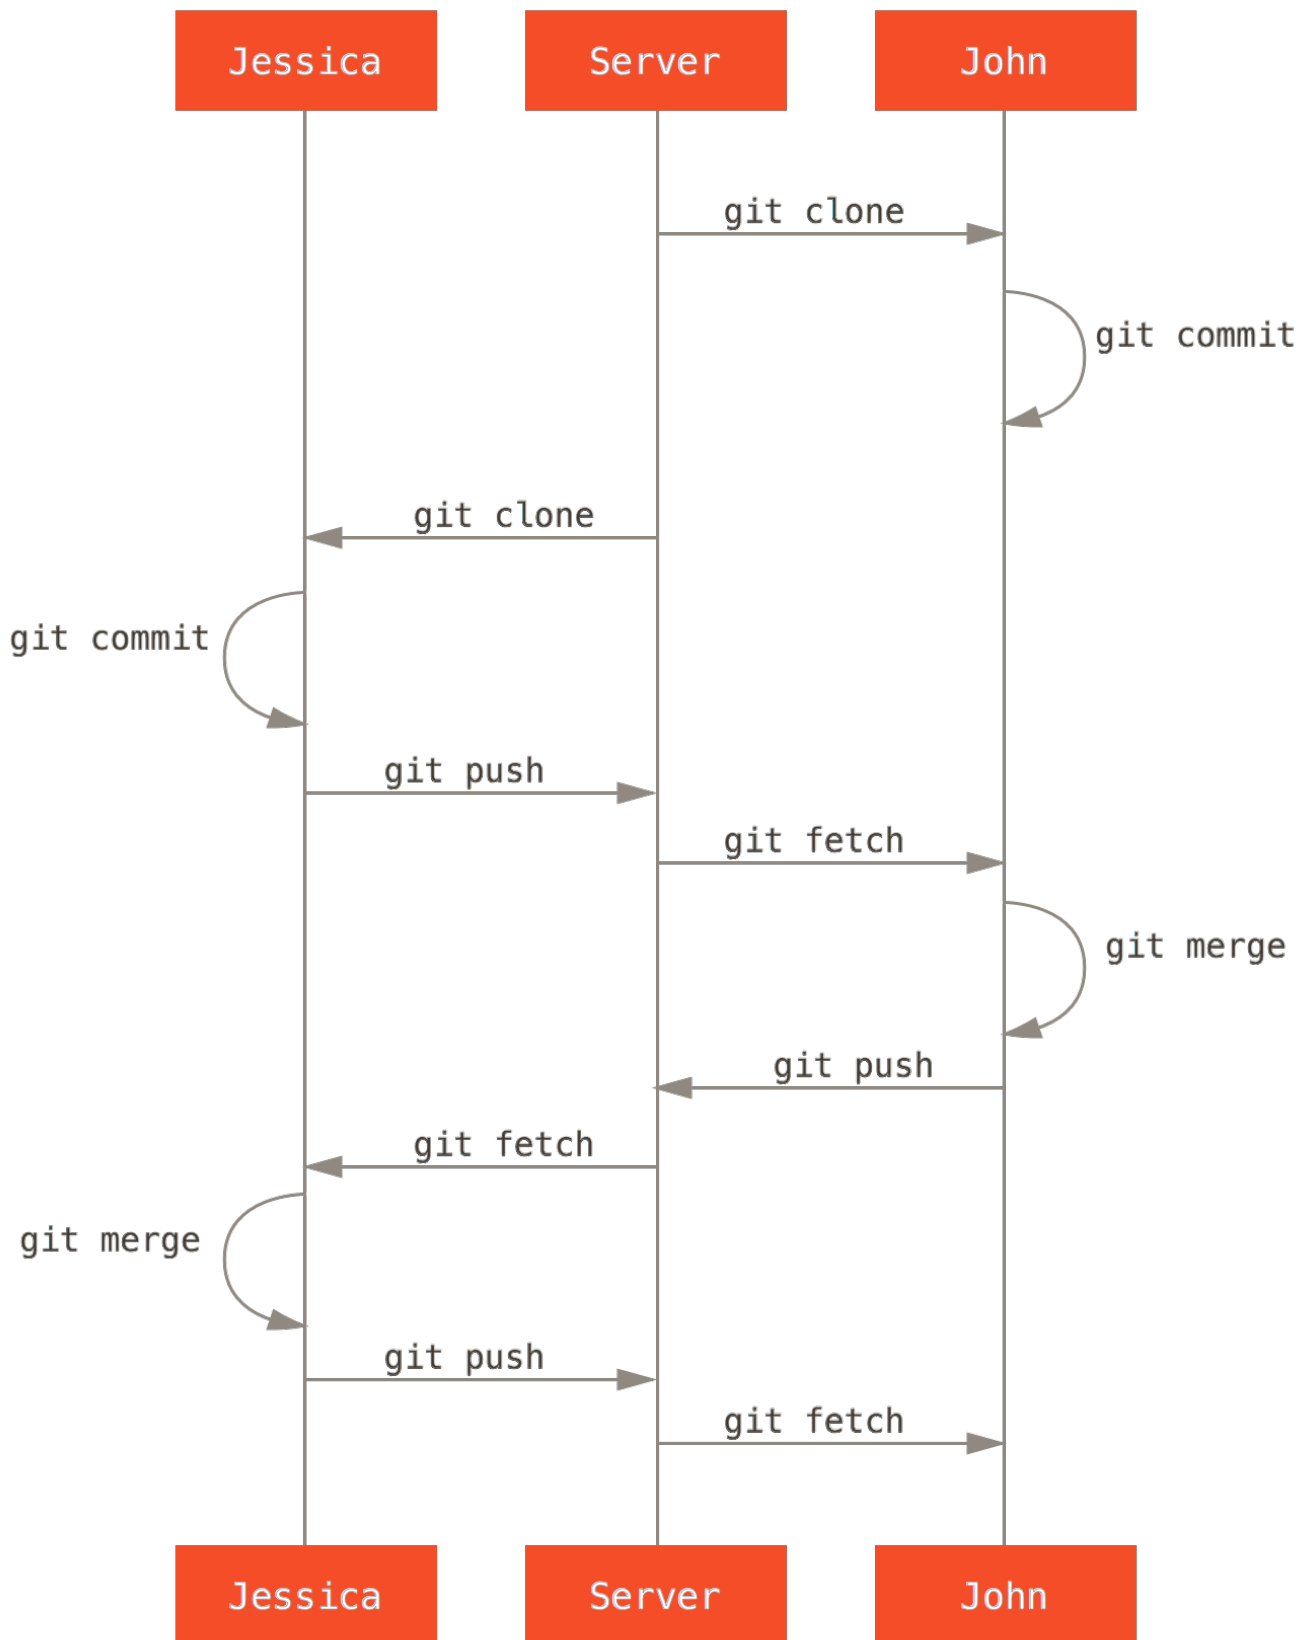 Jessica
Server
John
git clone
git commit
git clone
git commit
git push
git fetch
git merge
git push
git fetch
git merge
git push
git fetch
Jessica
Server
John